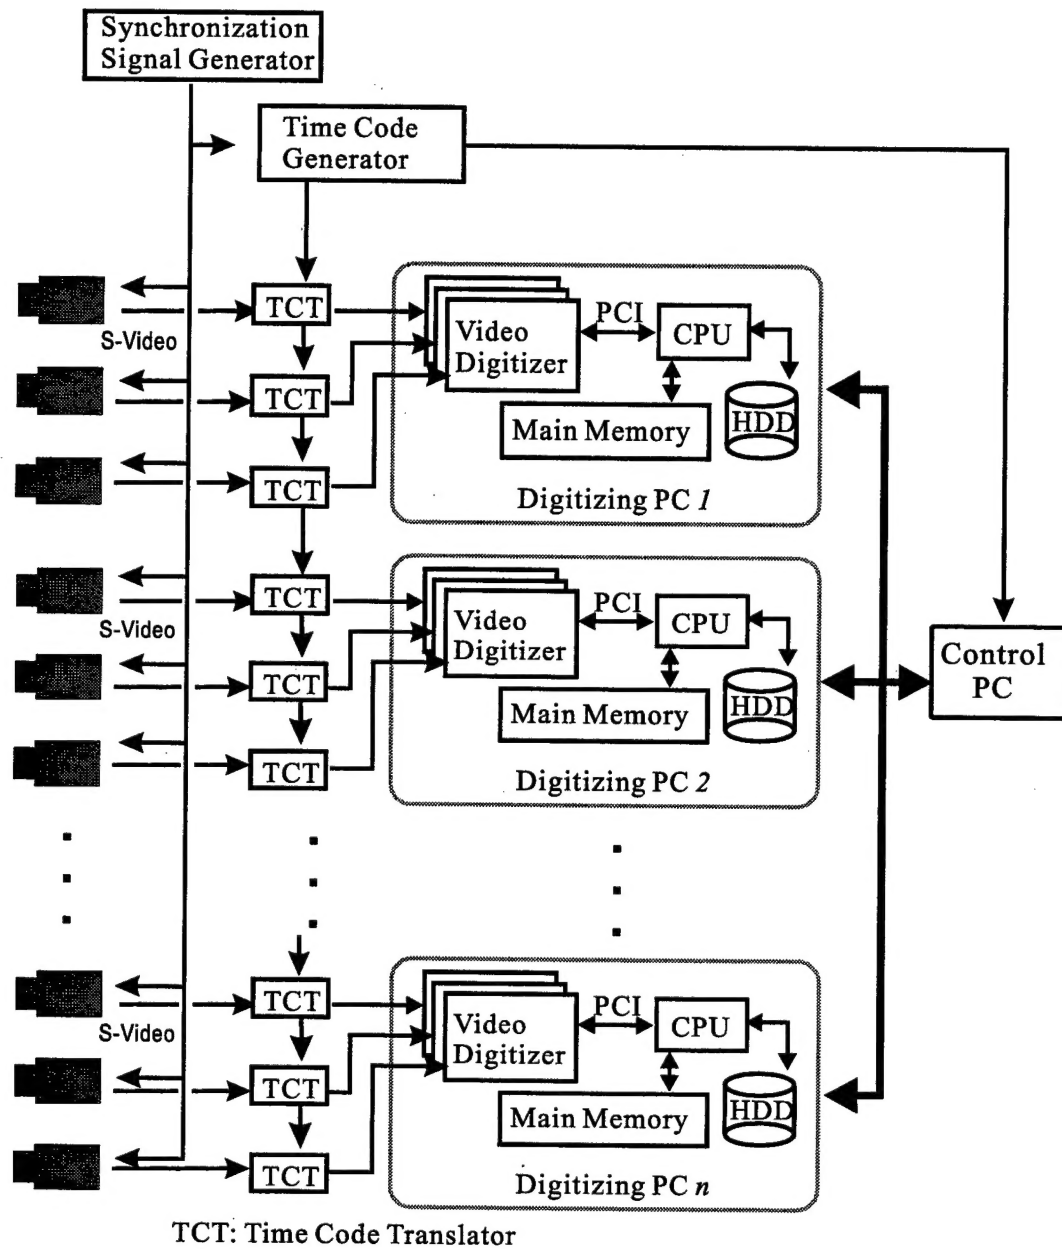 Synchronization
Signal Generator
Time Code
Generator
TCT
S-Video
TCT
TCT
Video
Digitizer
PCI
CPU
Main Memory
HDD
Digitizing PC 1
TCT
S-Video
TCT
TCT
Video
Digitizer
PCI
CPU
Main Memory
HDD
Digitizing PC 2
Control
PC
TCT
S-Video
TCT
TCT
Video
Digitizer
PCI
CPU
Main Memory
HDD
Digitizing PC n
TCT: Time Code Translator